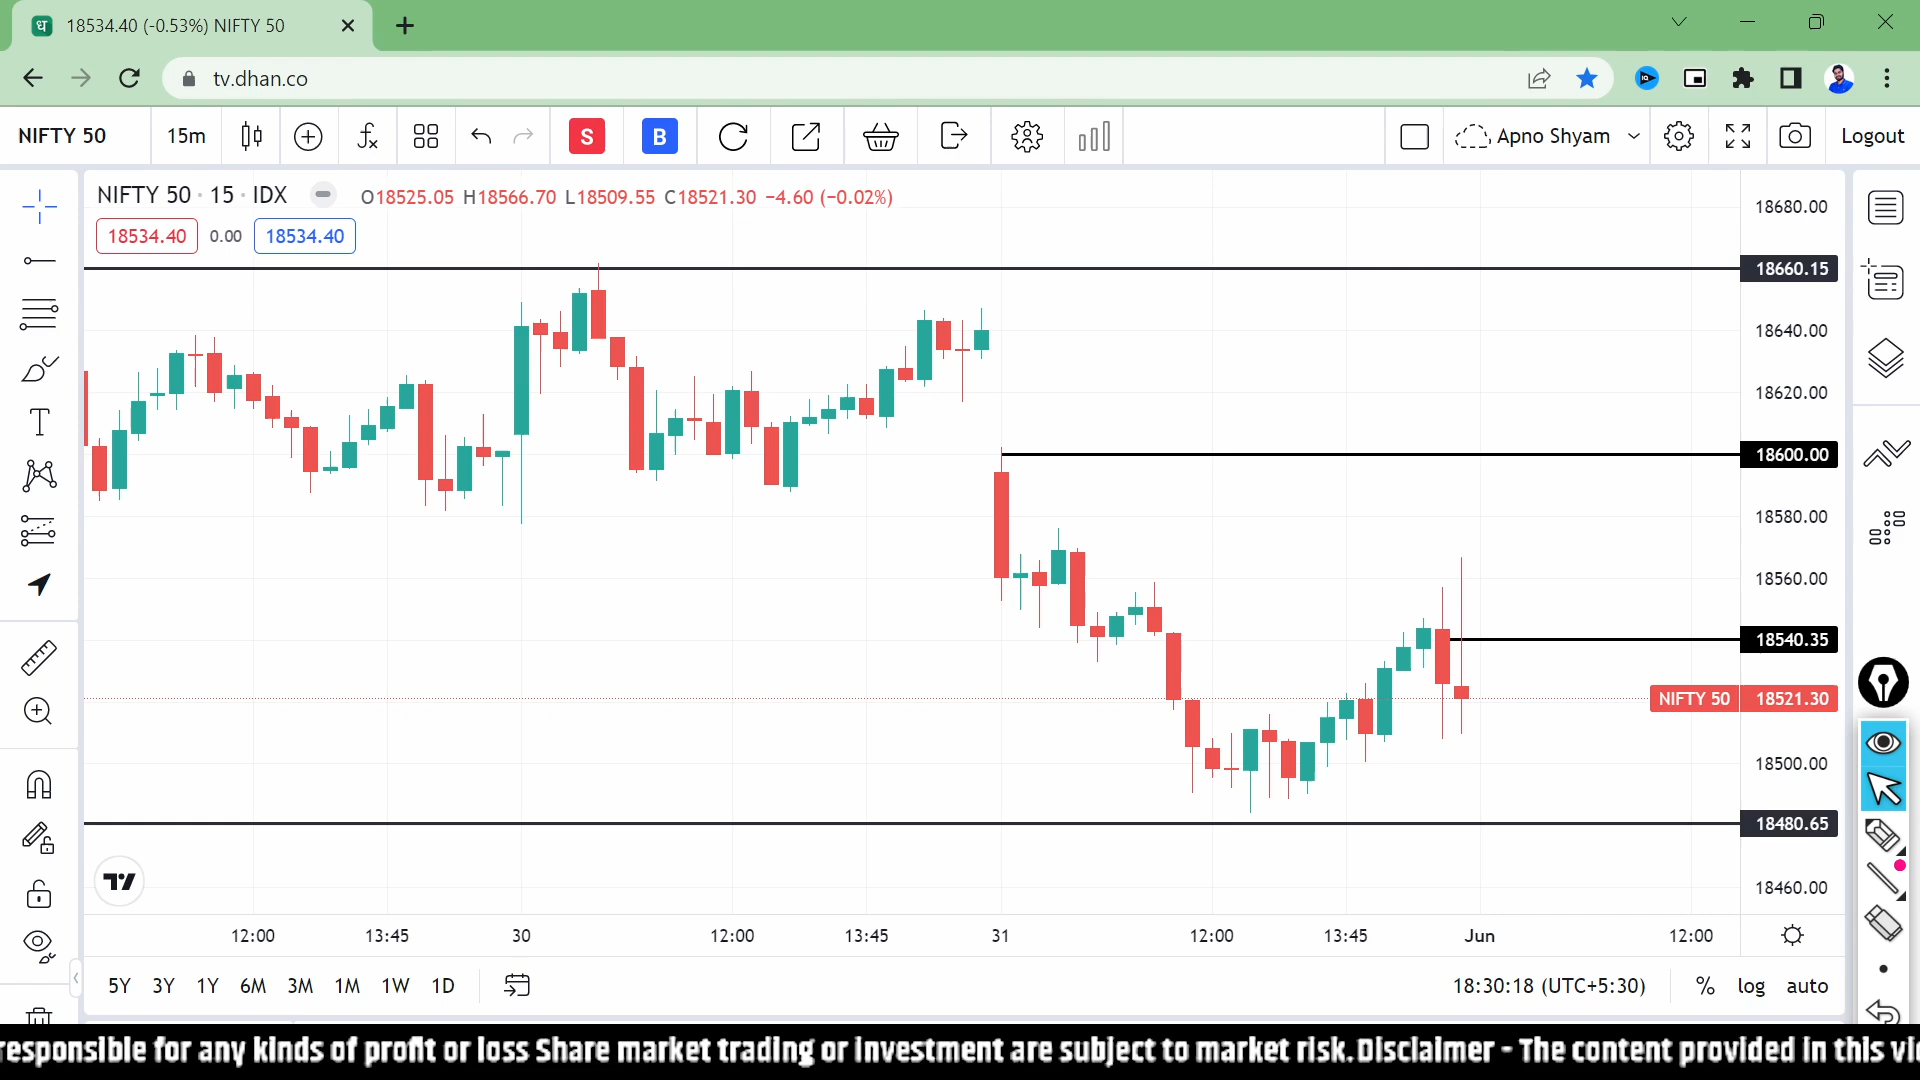 ध 18534.40 (-0.53%) NIFTY 50
tv.dhan.co
NIFTY 50 15m S B Apno Shyam Logout
NIFTY 50 · 15 · IDX O18525.05 H18566.70 L18509.55 C18521.30 −4.60 (−0.02%)
18534.40 0.00 18534.40
18680.00
18660.15
18640.00
18620.00
18600.00
18580.00
18560.00
18540.35
NIFTY 50 18521.30
18500.00
18480.65
18460.00
12:00 13:45 30 12:00 13:45 31 12:00 13:45 Jun 12:00
5Y 3Y 1Y 6M 3M 1M 1W 1D 18:30:18 (UTC+5:30) % log auto
responsible for any kinds of profit or loss Share market trading or investment are subject to market risk. Disclaimer - The content provided in this vi